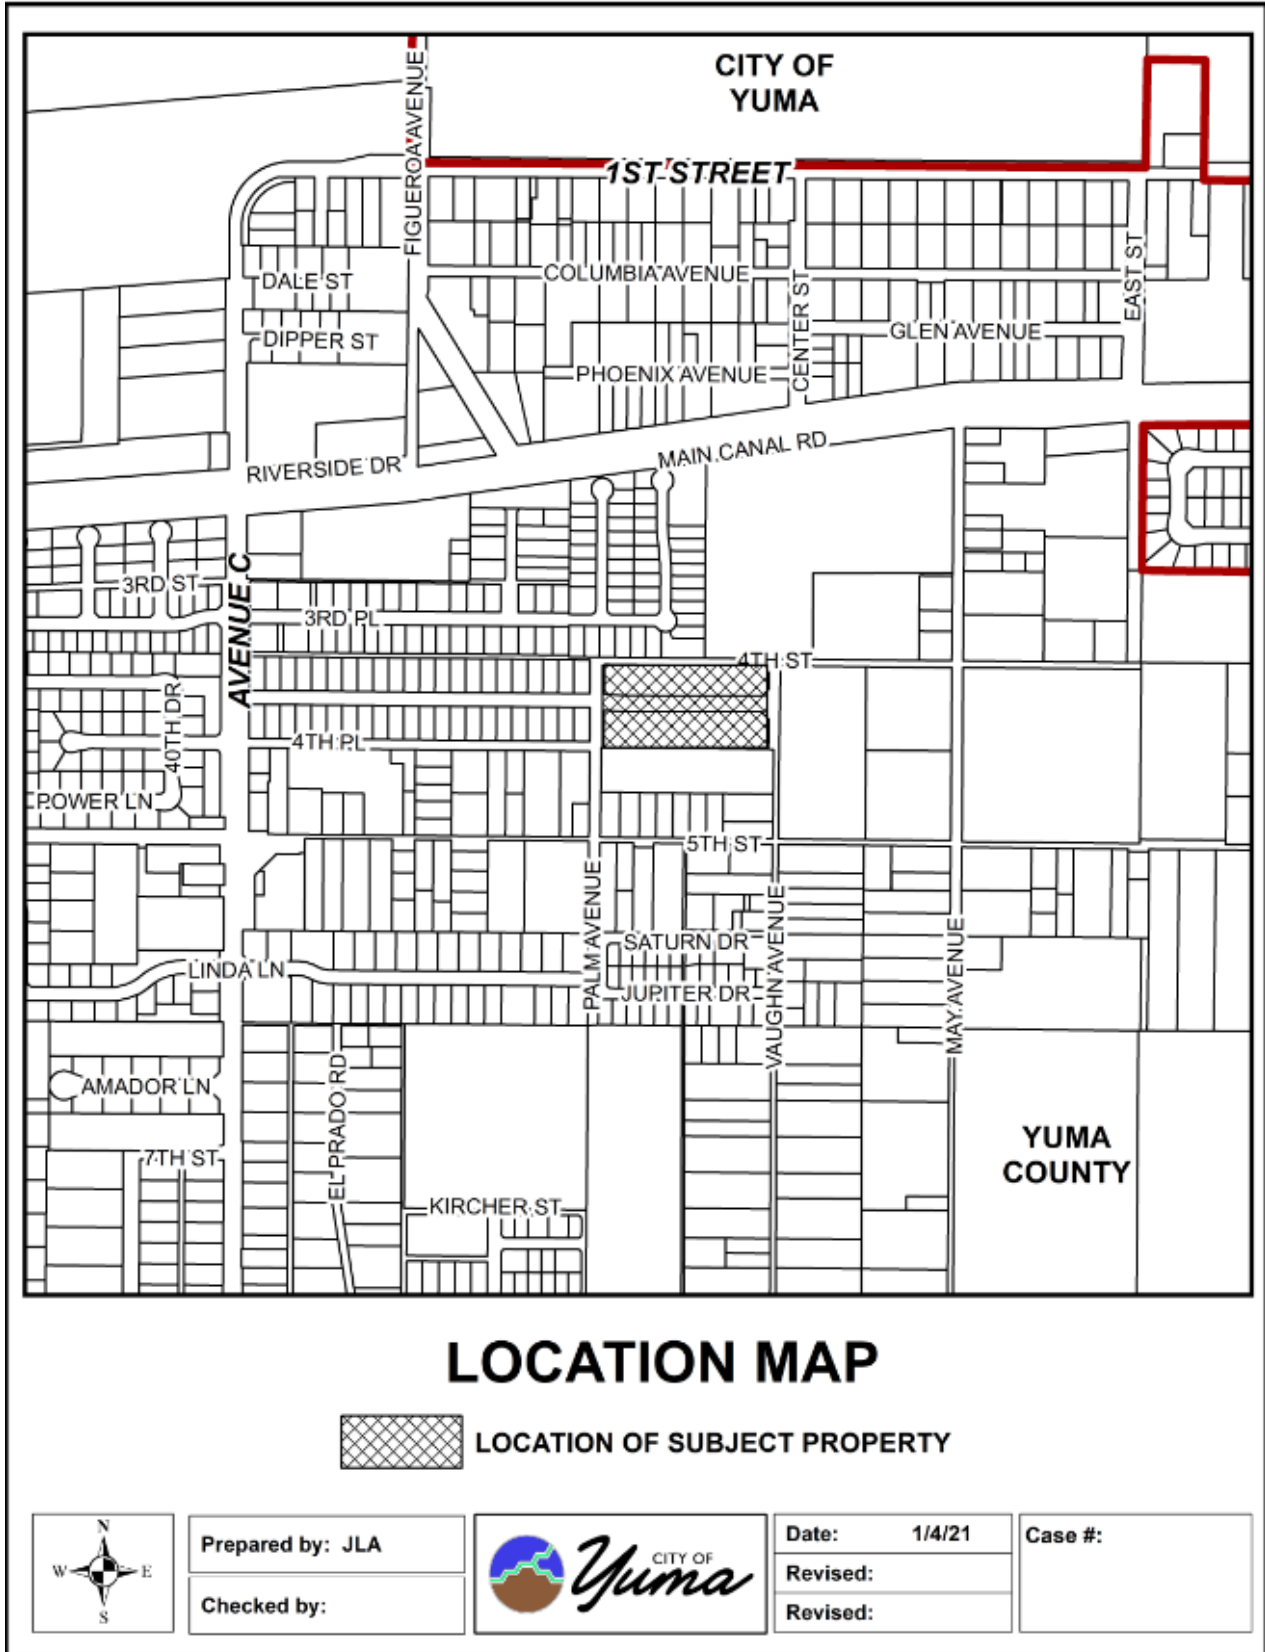 CITY OF
YUMA
FIGUEROA AVENUE
1ST STREET
DALE ST
COLUMBIA AVENUE
CENTER ST
EAST ST
DIPPER ST
GLEN AVENUE
PHOENIX AVENUE
RIVERSIDE DR
MAIN CANAL RD
AVENUE C
3RD ST
3RD PL
4TH ST
40TH DR
4TH PL
POWER LN
5TH ST
PALM AVENUE
SATURN DR
VAUGHN AVENUE
MAY AVENUE
LINDA LN
JUPITER DR
AMADOR LN
EL PRADO RD
7TH ST
YUMA
COUNTY
KIRCHER ST
LOCATION MAP
LOCATION OF SUBJECT PROPERTY
N
W E
S
Prepared by: JLA
Checked by:
CITY OF
Yuma
Date: 1/4/21
Revised:
Revised:
Case #: